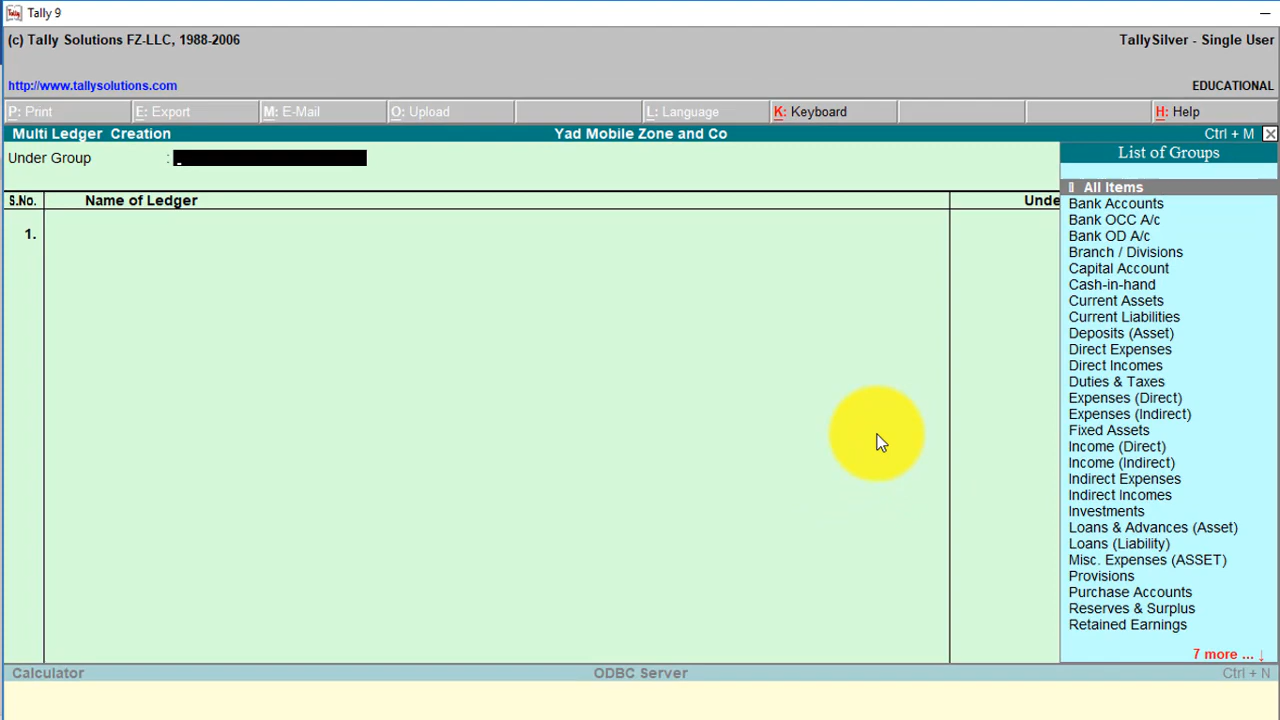 Tally 9
(c) Tally Solutions FZ-LLC, 1988-2006
TallySilver - Single User
http://www.tallysolutions.com
EDUCATIONAL
P: Print
E: Export
M: E-Mail
O: Upload
L: Language
K: Keyboard
H: Help
Multi Ledger Creation
Yad Mobile Zone and Co
Ctrl + M
Under Group :
List of Groups
S.No.
Name of Ledger
Unde
1.
All Items
Bank Accounts
Bank OCC A/c
Bank OD A/c
Branch / Divisions
Capital Account
Cash-in-hand
Current Assets
Current Liabilities
Deposits (Asset)
Direct Expenses
Direct Incomes
Duties & Taxes
Expenses (Direct)
Expenses (Indirect)
Fixed Assets
Income (Direct)
Income (Indirect)
Indirect Expenses
Indirect Incomes
Investments
Loans & Advances (Asset)
Loans (Liability)
Misc. Expenses (ASSET)
Provisions
Purchase Accounts
Reserves & Surplus
Retained Earnings
7 more ... ↓
Calculator
ODBC Server
Ctrl + N